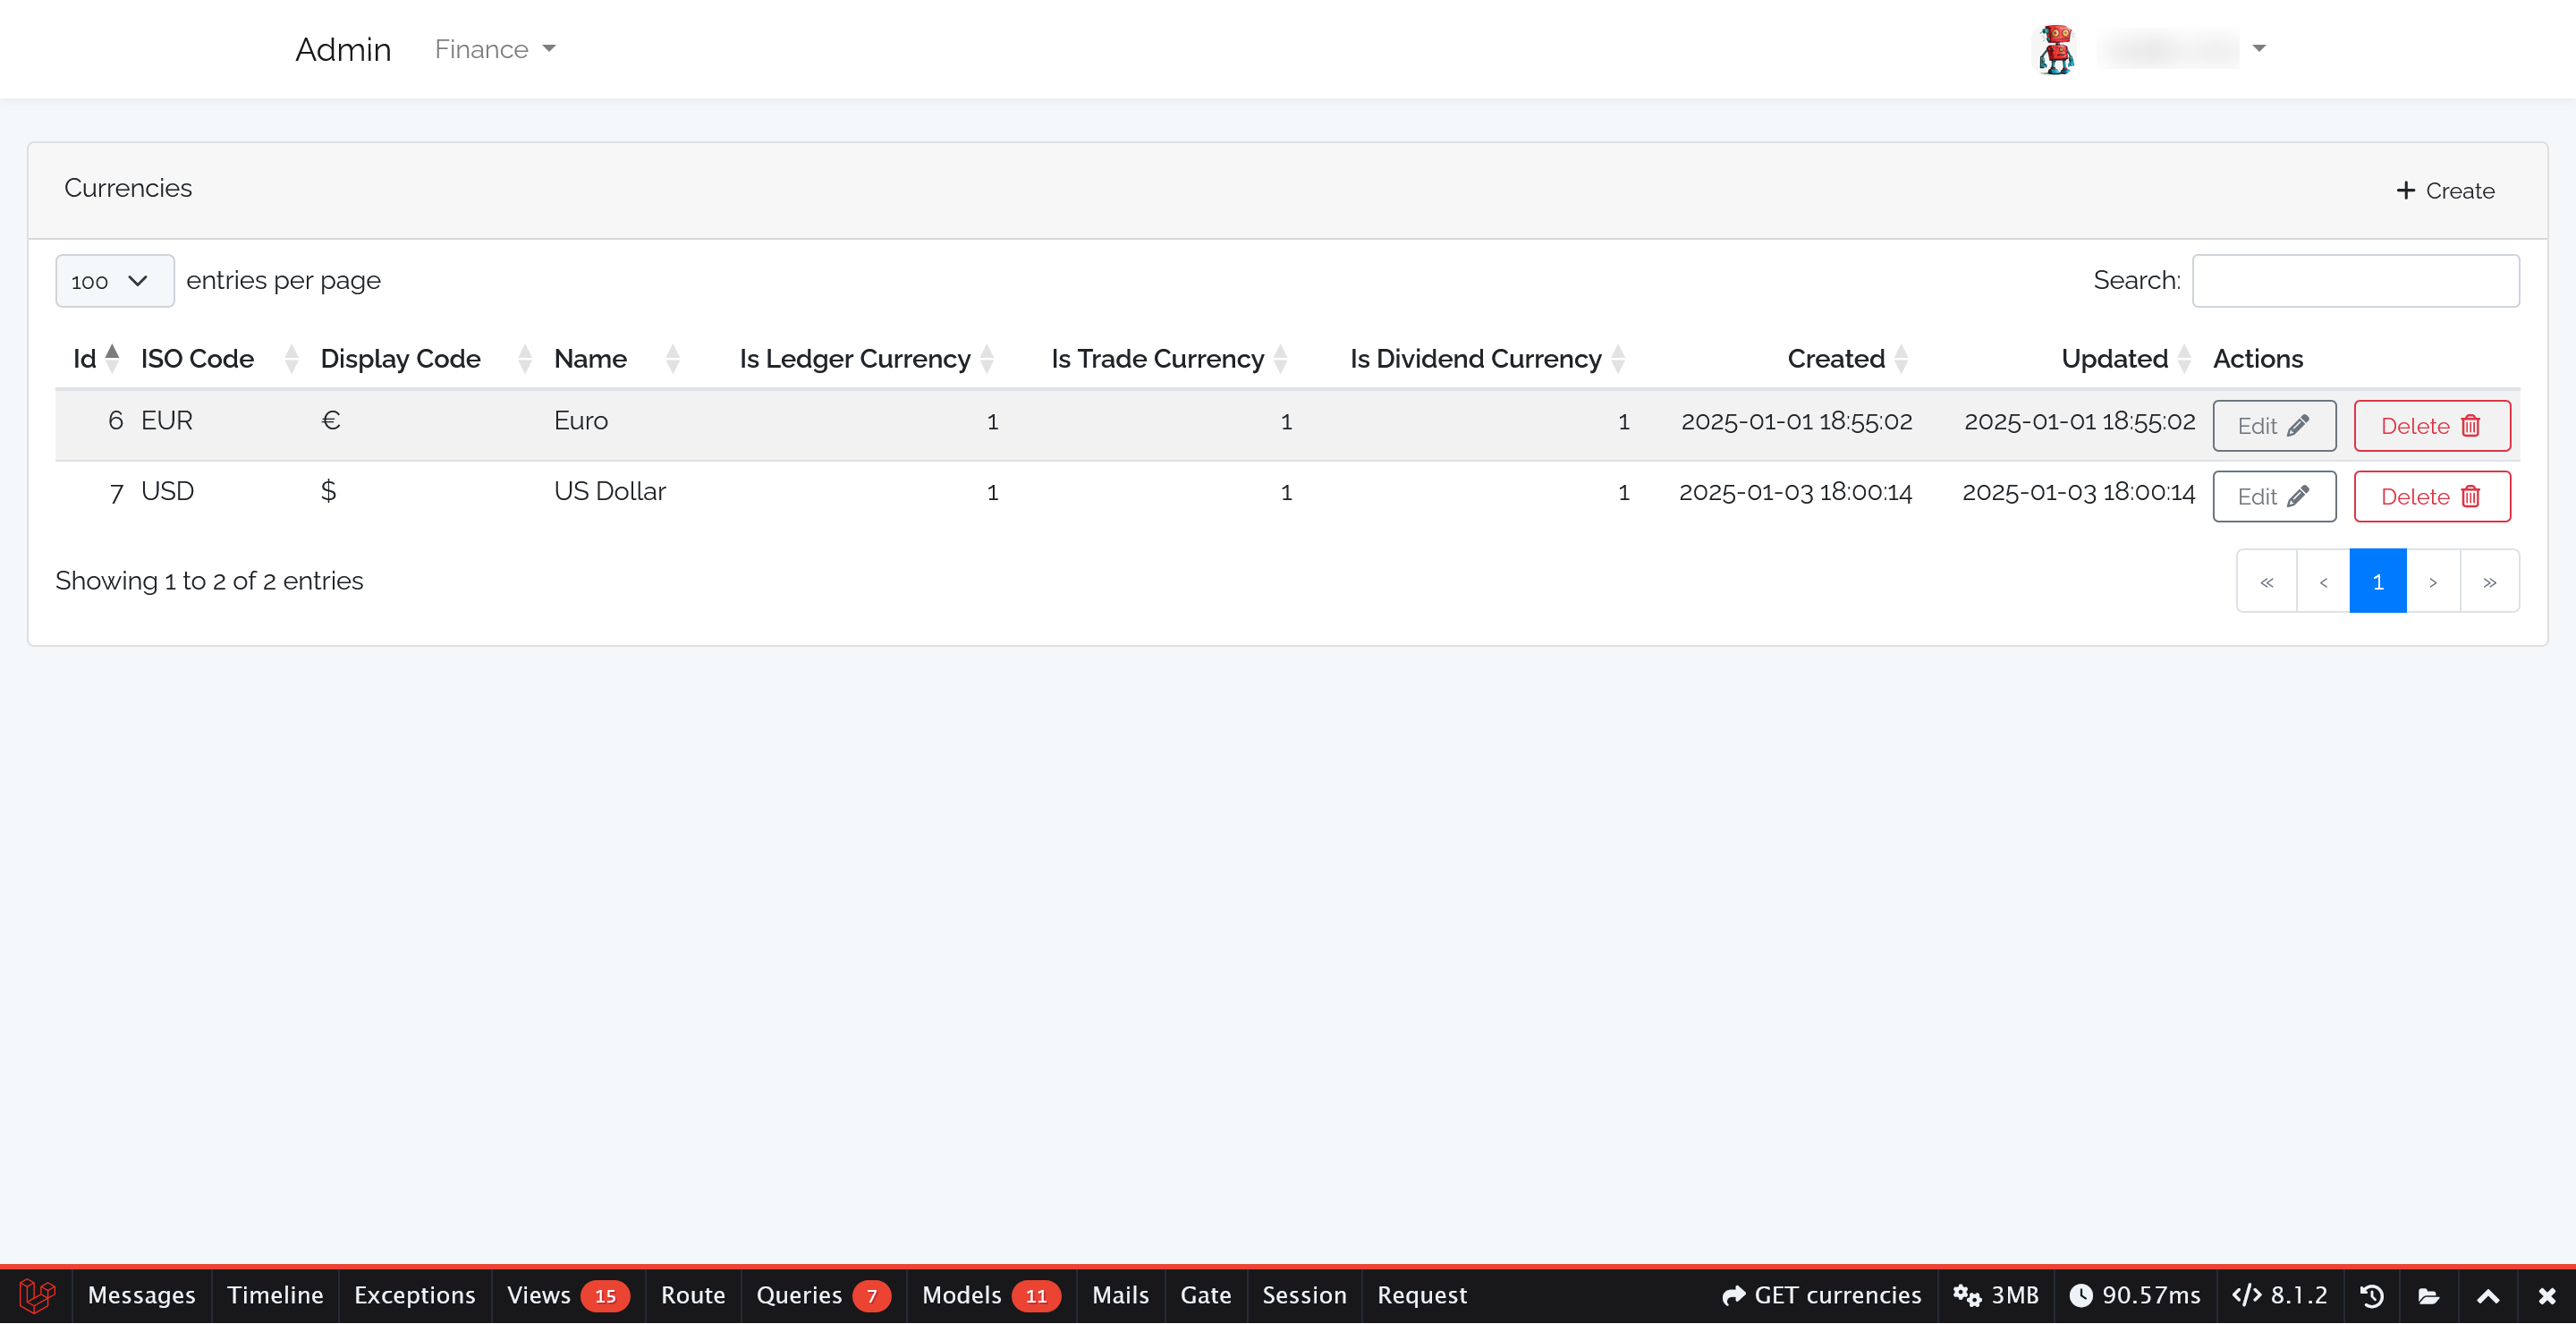 Admin Finance
Currencies
Create
100 entries per page
Search:
Id ISO Code Display Code Name Is Ledger Currency Is Trade Currency Is Dividend Currency Created Updated Actions
6 EUR € Euro 1 1 1 2025-01-01 18:55:02 2025-01-01 18:55:02 Edit Delete
7 USD $ US Dollar 1 1 1 2025-01-03 18:00:14 2025-01-03 18:00:14 Edit Delete
Showing 1 to 2 of 2 entries
« ‹ 1 › »
Messages Timeline Exceptions Views 15 Route Queries 7 Models 11 Mails Gate Session Request GET currencies 3MB 90.57ms 8.1.2